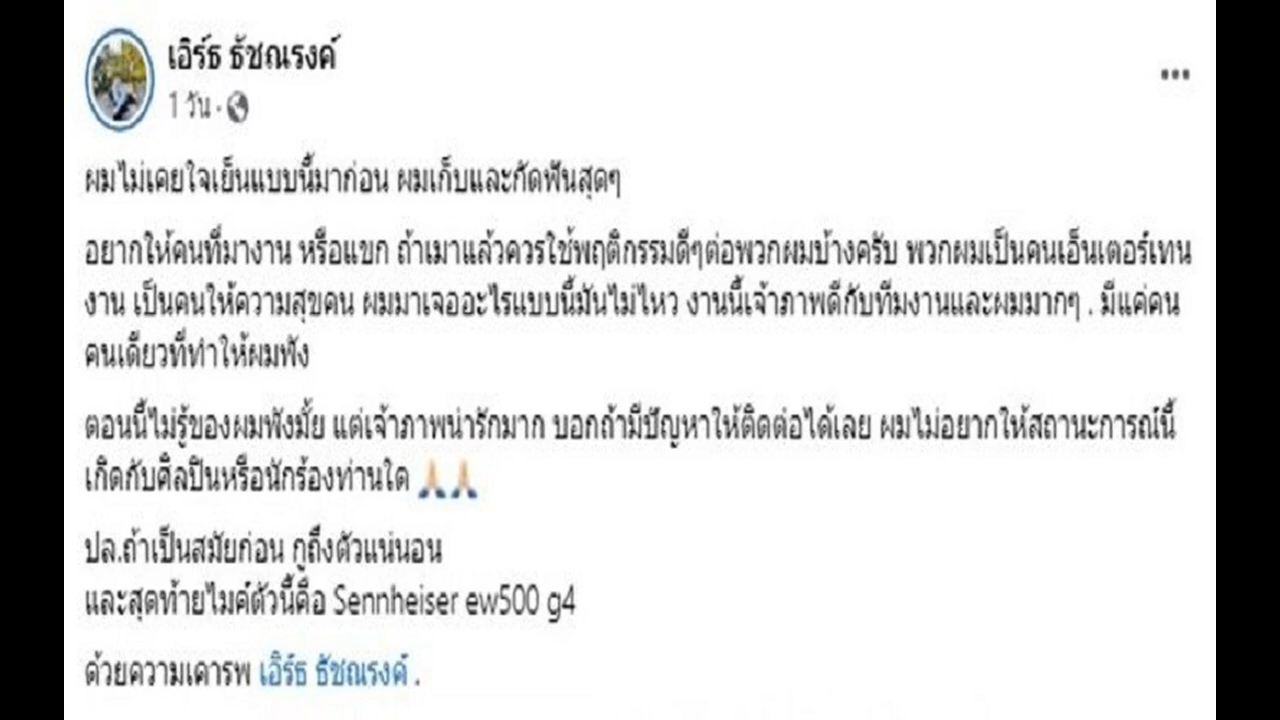 เอิร์ธ ธัชณรงค์
1 วัน ·
ผมไม่เคยใจเย็นแบบนี้มาก่อน ผมเก็บและกัดฟันสุดๆ
อยากให้คนที่มางาน หรือแขก ถ้าเมาแล้วควรใช้พฤติกรรมดีๆต่อพวกผมบ้างครับ พวกผมเป็นคนเอ็นเตอร์เทน
งาน เป็นคนให้ความสุขคน ผมมาเจออะไรแบบนี้มันไม่ไหว งานนี้เจ้าภาพดีกับทีมงานและผมมากๆ . มีแค่คน
คนเดียวที่ทำให้ผมพัง
ตอนนี้ไม่รู้ของผมพังมั้ย แต่เจ้าภาพน่ารักมาก บอกถ้ามีปัญหาให้ติดต่อได้เลย ผมไม่อยากให้สถานะการณ์นี้
เกิดกับศิลปินหรือนักร้องท่านใด 🙏🏻🙏🏻
ปล.ถ้าเป็นสมัยก่อน กูถึงตัวแน่นอน
และสุดท้ายไมค์ตัวนี้คือ Sennheiser ew500 g4
ด้วยความเคารพ เอิร์ธ ธัชณรงค์ .